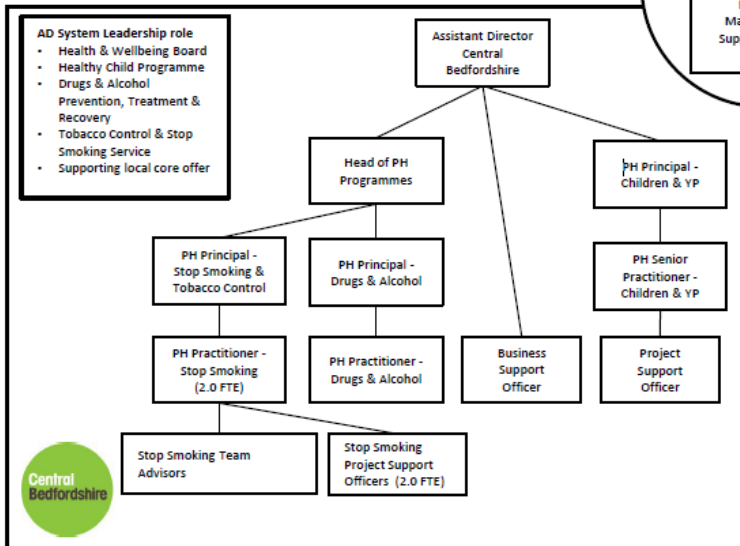 AD System Leadership role
• Health & Wellbeing Board
• Healthy Child Programme
• Drugs & Alcohol
Prevention, Treatment &
Recovery
• Tobacco Control & Stop
Smoking Service
• Supporting local core offer
Assistant Director
Central
Bedfordshire
Head of PH
Programmes
PH Principal -
Children & YP
PH Principal -
Stop Smoking &
Tobacco Control
PH Principal -
Drugs & Alcohol
PH Senior
Practitioner -
Children & YP
PH Practitioner -
Stop Smoking
(2.0 FTE)
PH Practitioner -
Drugs & Alcohol
Business
Support
Officer
Project
Support
Officer
Stop Smoking Team
Advisors
Stop Smoking
Project Support
Officers (2.0 FTE)
Central
Bedfordshire